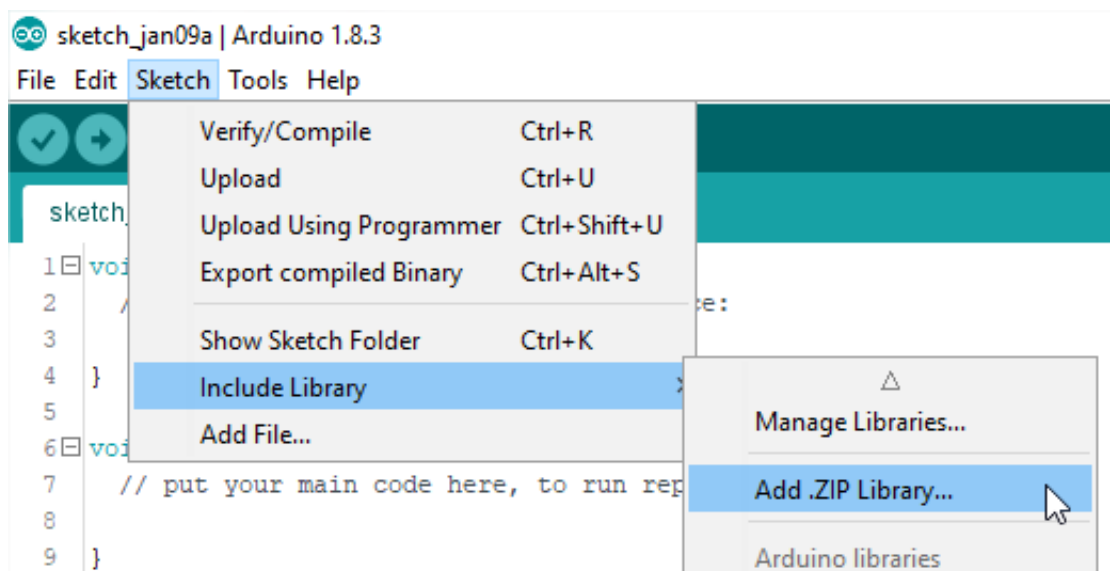 sketch_jan09a | Arduino 1.8.3
File Edit Sketch Tools Help
Verify/Compile Ctrl+R
Upload Ctrl+U
sketch_
Upload Using Programmer Ctrl+Shift+U
1 voi
Export compiled Binary Ctrl+Alt+S
2 / e:
3 Show Sketch Folder Ctrl+K
4 }
Include Library
5
Manage Libraries...
Add File...
6 voi
7 // put your main code here, to run rep
Add .ZIP Library...
8
9 }
Arduino libraries